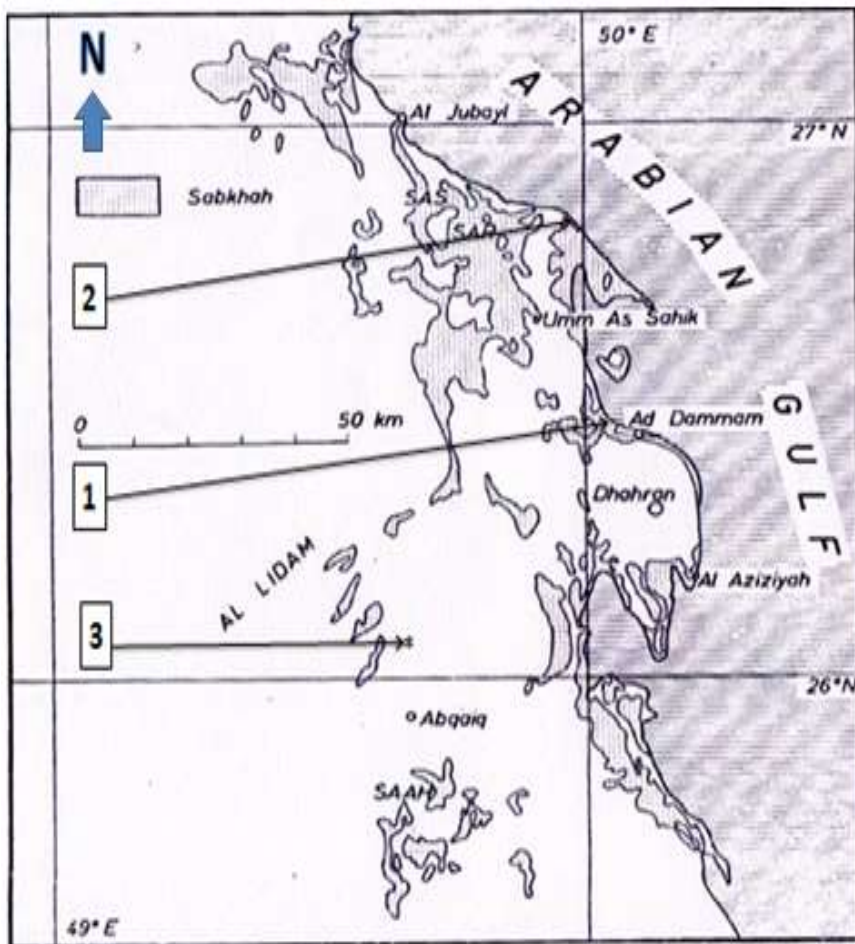 50° E
N
ARABIAN GULF
Al Jubayl
27° N
Sabkhah
SAS
SAR
2
Umm As Sahik
0 50 km
Ad Dammam
1
Dhahran
AL LIDAM
Al Aziziyah
3
26° N
Abqaiq
SAAH
49° E